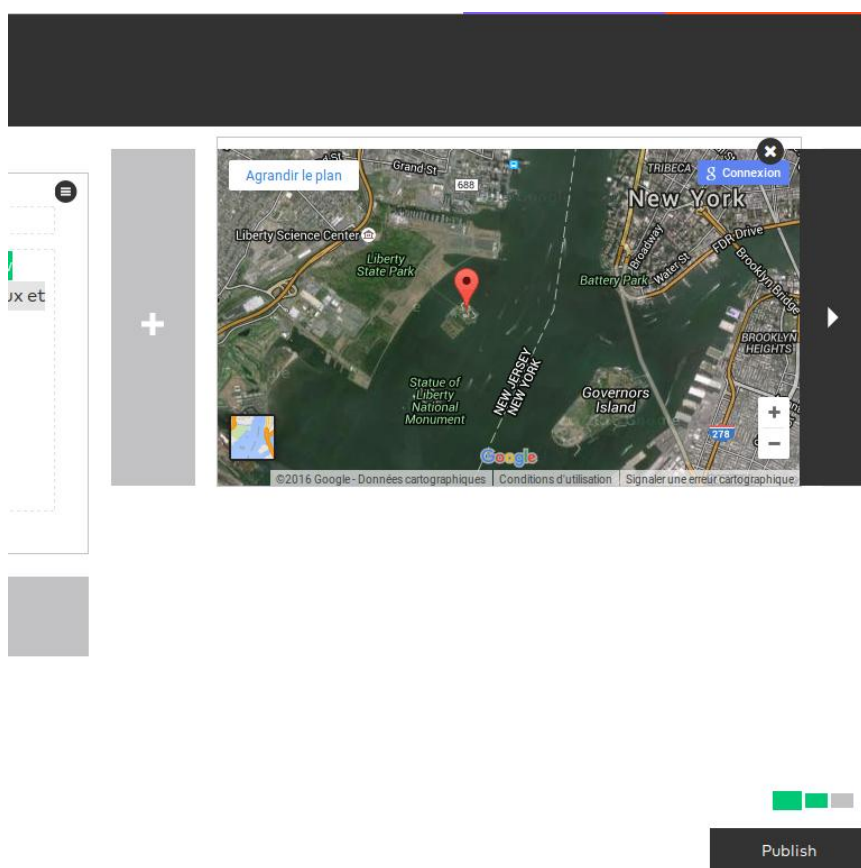 Grand St
688
Agrandir le plan
TRIBECA
g Connexion
New York
Liberty Science Center
Liberty
State Park
Broadway
Water St
FDR Drive
Brooklyn Bridge
Battery Park
ux et
BROOKLYN
HEIGHTS
NEW JERSEY
NEW YORK
Statue of
Liberty
National
Monument
Governors
Island
278
Google
©2016 Google - Données cartographiques
Conditions d'utilisation
Signaler une erreur cartographique
Publish